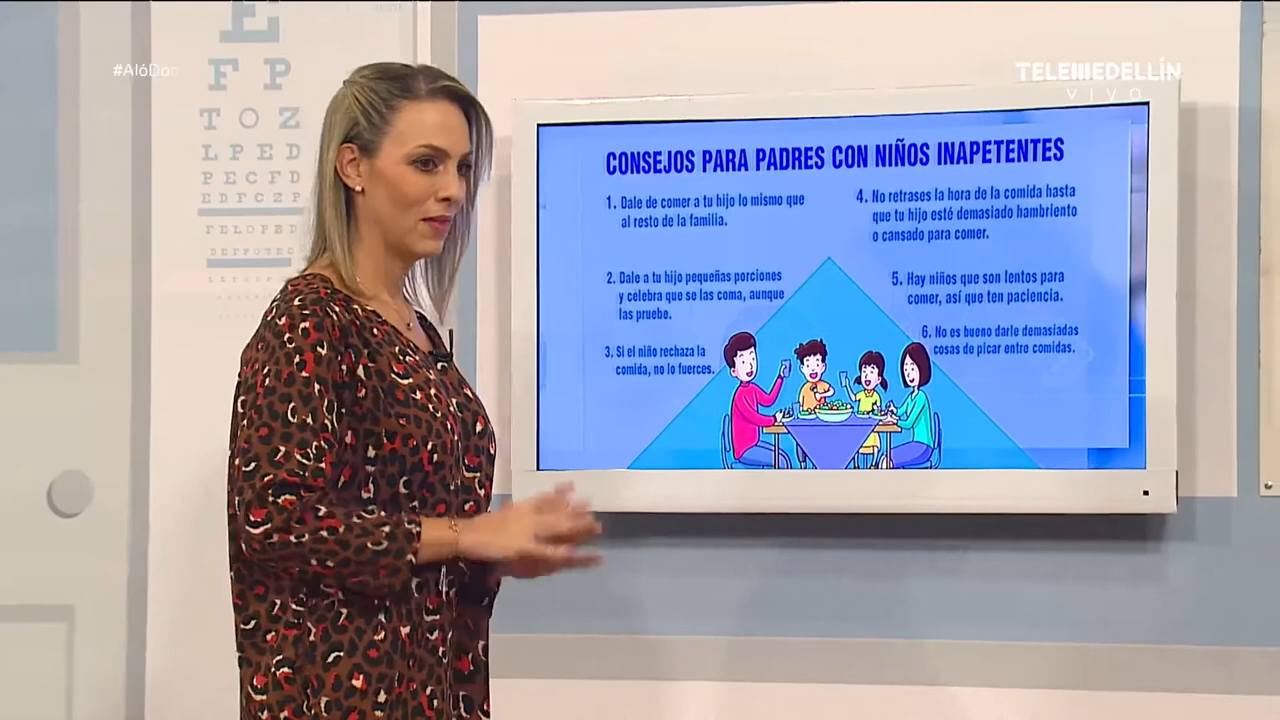 E
F P
T O Z
L P E D
P E C F D
E D F C Z P
F E L O P Z D
D E F P O T E C
#AlóDoc
TELEMEDELLÍN
VIVO
CONSEJOS PARA PADRES CON NIÑOS INAPETENTES
1. Dale de comer a tu hijo lo mismo que
al resto de la familia.
2. Dale a tu hijo pequeñas porciones
y celebra que se las coma, aunque
las pruebe.
3. Si el niño rechaza la
comida, no lo fuerces.
4. No retrases la hora de la comida hasta
que tu hijo esté demasiado hambriento
o cansado para comer.
5. Hay niños que son lentos para
comer, así que ten paciencia.
6. No es bueno darle demasiadas
cosas de picar entre comidas.